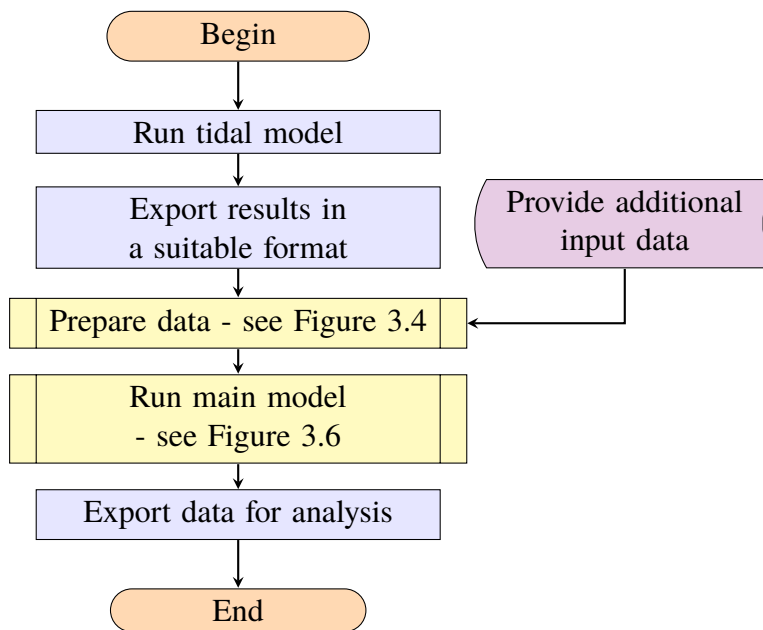 Begin
Run tidal model
Export results in
a suitable format
Provide additional
input data
Prepare data - see Figure 3.4
Run main model
- see Figure 3.6
Export data for analysis
End